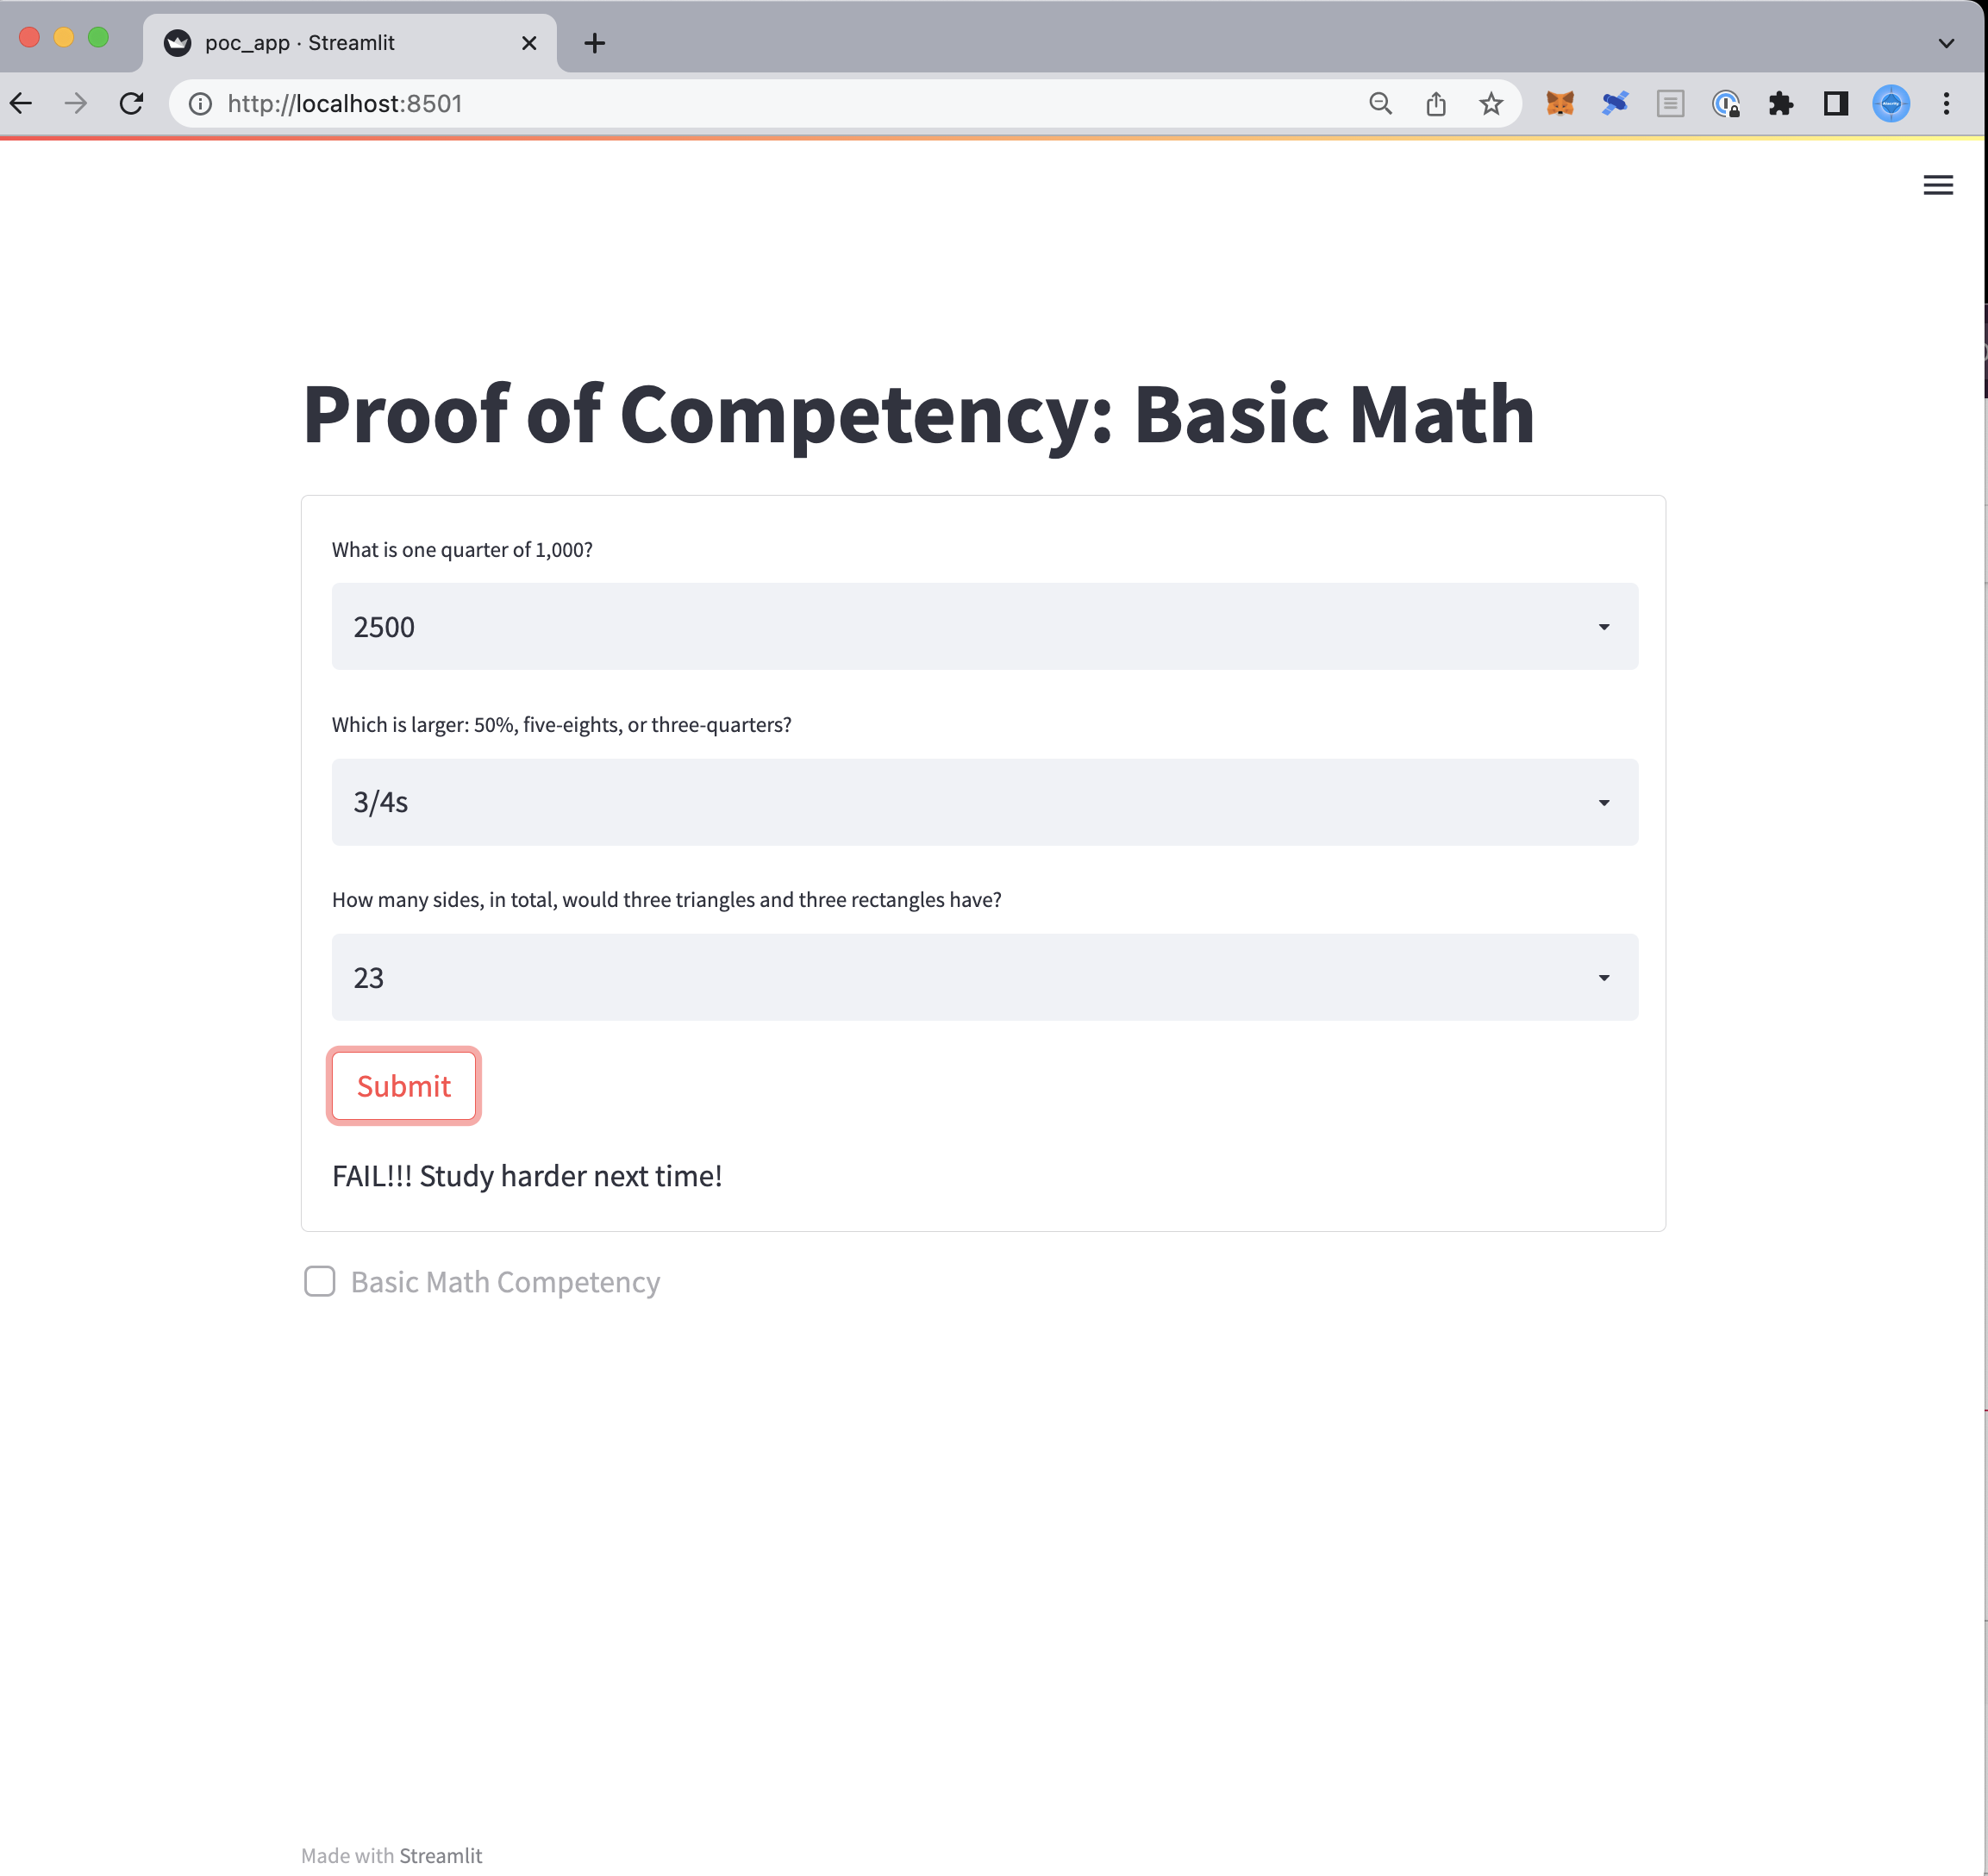 poc_app · Streamlit
http://localhost:8501
Proof of Competency: Basic Math
What is one quarter of 1,000?
2500
Which is larger: 50%, five-eights, or three-quarters?
3/4s
How many sides, in total, would three triangles and three rectangles have?
23
Submit
FAIL!!! Study harder next time!
Basic Math Competency
Made with Streamlit